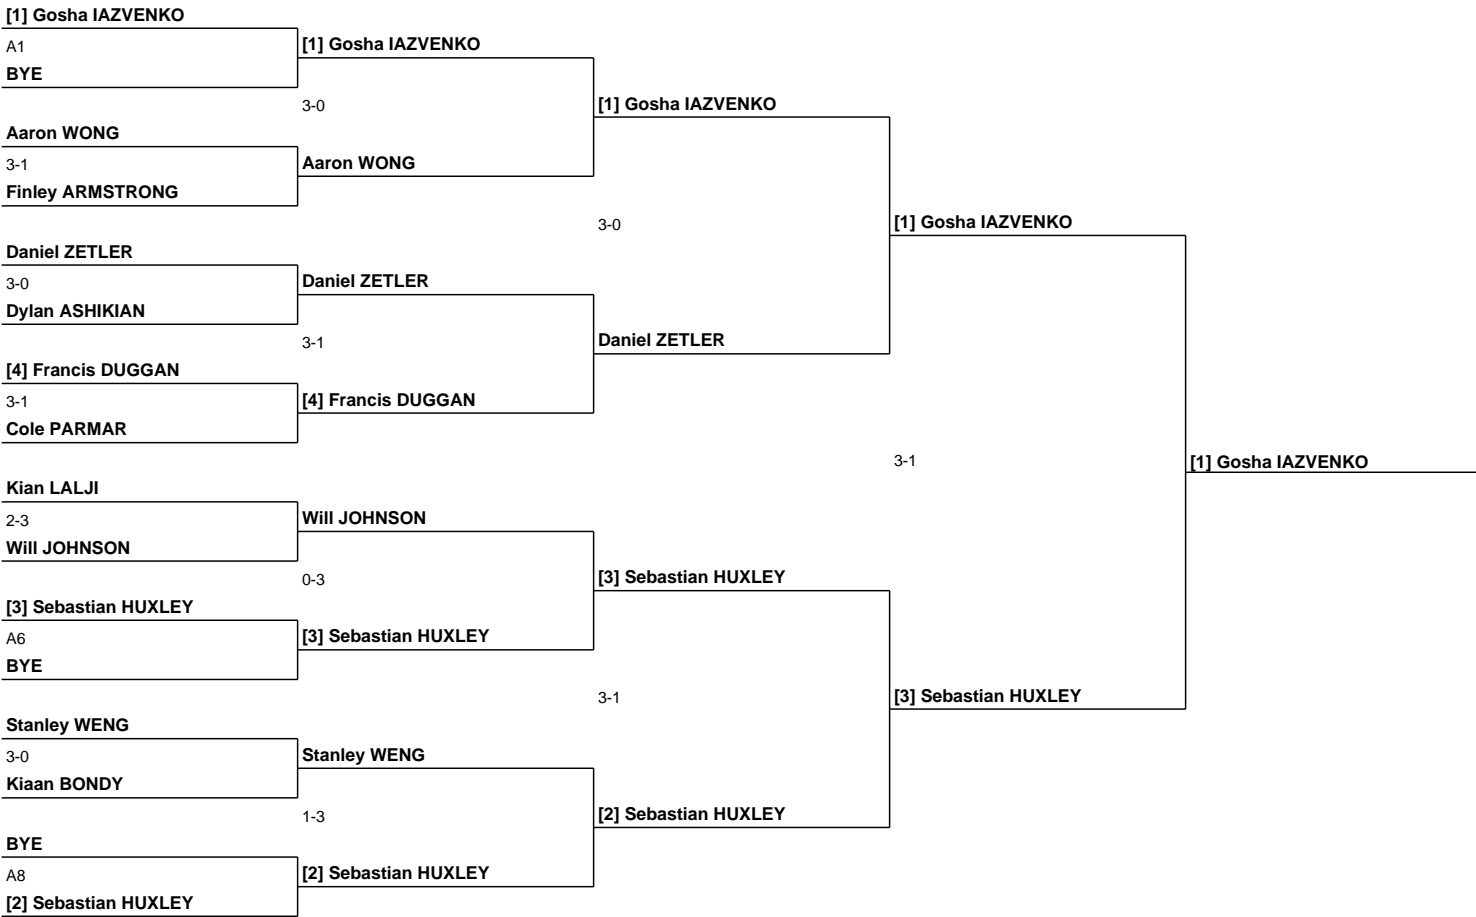 [1] Gosha IAZVENKO
A1
[1] Gosha IAZVENKO
BYE
3-0
[1] Gosha IAZVENKO
Aaron WONG
3-1
Aaron WONG
Finley ARMSTRONG
3-0
[1] Gosha IAZVENKO
Daniel ZETLER
3-0
Daniel ZETLER
Dylan ASHIKIAN
3-1
Daniel ZETLER
[4] Francis DUGGAN
3-1
[4] Francis DUGGAN
Cole PARMAR
3-1
[1] Gosha IAZVENKO
Kian LALJI
2-3
Will JOHNSON
Will JOHNSON
0-3
[3] Sebastian HUXLEY
[3] Sebastian HUXLEY
A6
[3] Sebastian HUXLEY
BYE
3-1
[3] Sebastian HUXLEY
Stanley WENG
3-0
Stanley WENG
Kiaan BONDY
1-3
[2] Sebastian HUXLEY
BYE
A8
[2] Sebastian HUXLEY
[2] Sebastian HUXLEY